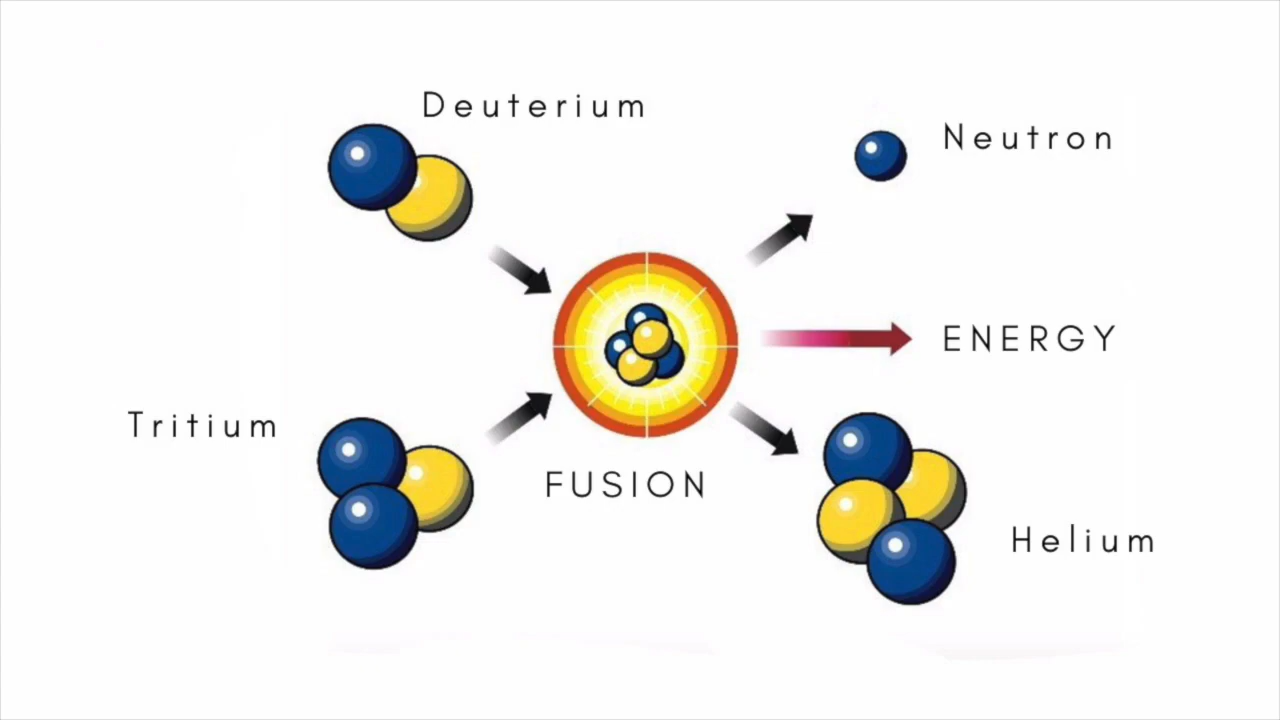 Deuterium
Neutron
ENERGY
Tritium
FUSION
Helium